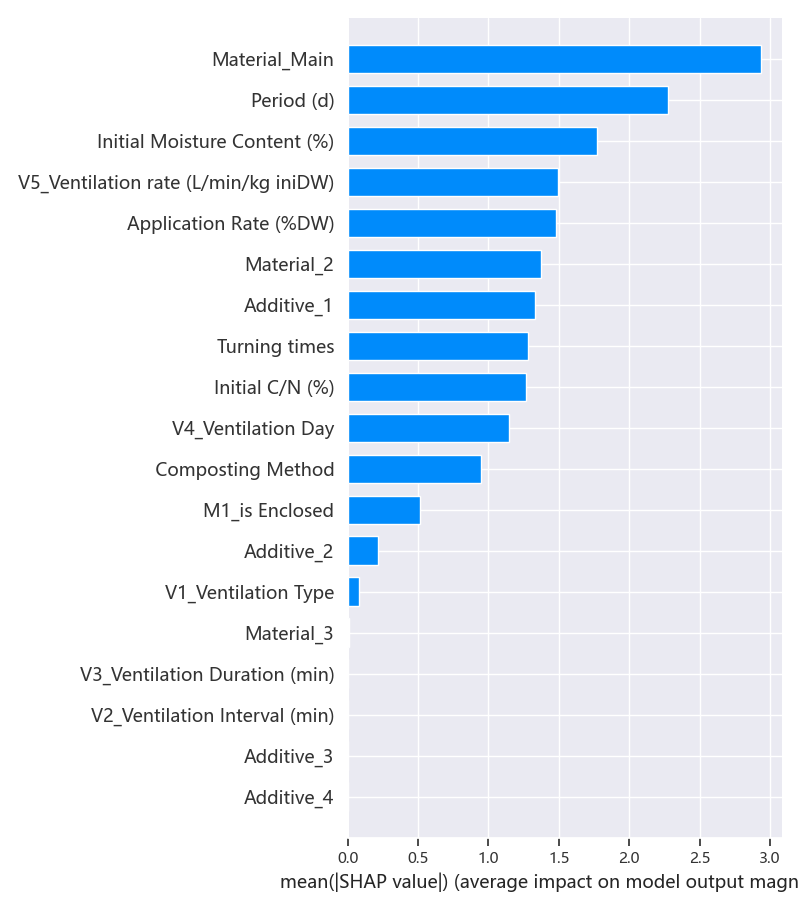 Material_Main
Period (d)
Initial Moisture Content (%)
V5_Ventilation rate (L/min/kg iniDW)
Application Rate (%DW)
Material_2
Additive_1
Turning times
Initial C/N (%)
V4_Ventilation Day
Composting Method
M1_is Enclosed
Additive_2
V1_Ventilation Type
Material_3
V3_Ventilation Duration (min)
V2_Ventilation Interval (min)
Additive_3
Additive_4
0.0 0.5 1.0 1.5 2.0 2.5 3.0
mean(|SHAP value|) (average impact on model output magn